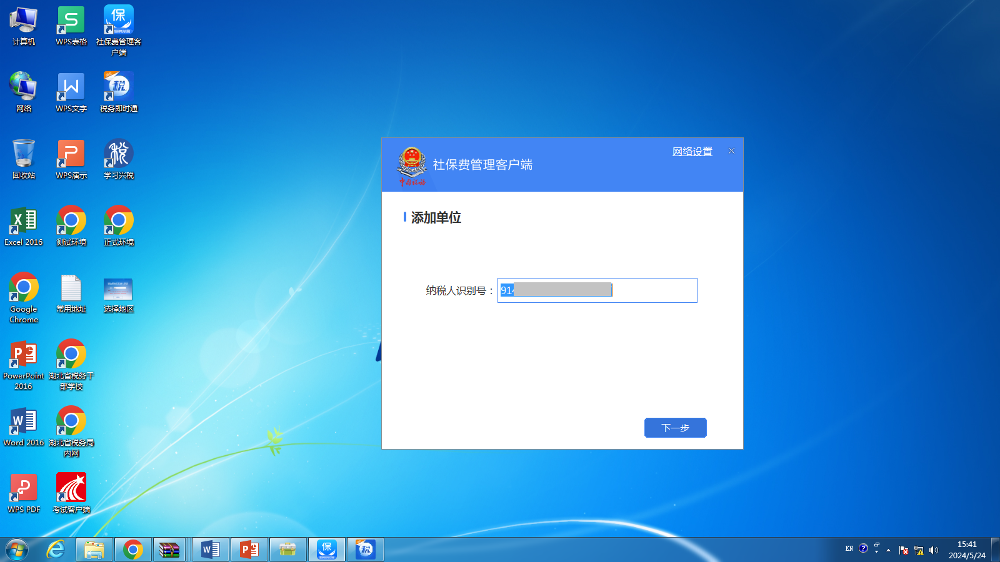 计算机
WPS表格
社保费管理客
户端
网络
WPS文字
税务即时通
回收站
WPS演示
学习兴税
Excel 2016
测试环境
正式环境
Google
Chrome
常用地址
选择地区
PowerPoint
2016
湖北省税务干
部学校
Word 2016
湖北省税务局
内网
WPS PDF
考试客户端
网络设置
社保费管理客户端
中国税务
添加单位
纳税人识别号：
914
下一步
EN
15:41
2024/5/24